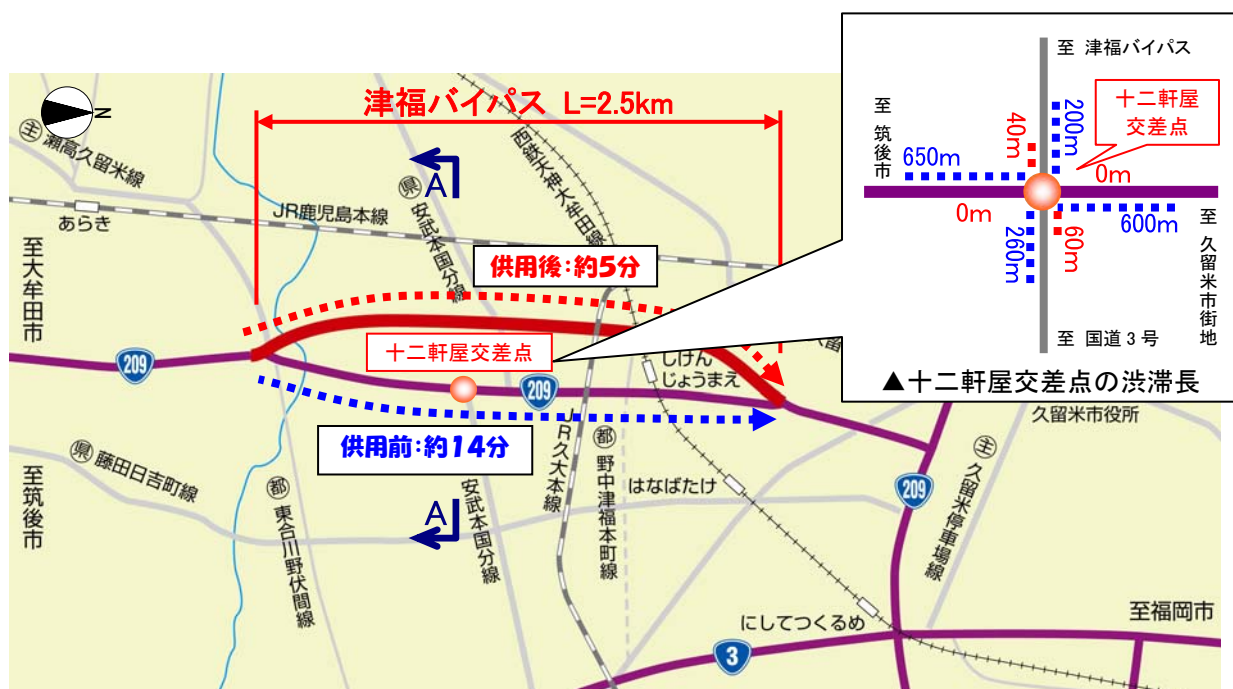 至 津福バイパス
十二軒屋
交差点
至 筑後市
650m
40m
200m
0m
0m
260m
60m
600m
至 久留米市街地
至 国道3号
▲十二軒屋交差点の渋滞長
津福バイパス L=2.5km
N
主 瀬高久留米線
あらき
JR鹿児島本線
A
県 安武本国分線
西鉄天神大牟田線
至大牟田市
供用後:約5分
十二軒屋交差点
209
209
しけん
じょうまえ
久留米市役所
供用前:約14分
JR久大本線
都 野中津福本町線
はなばたけ
209
主 久留米停車場線
県 藤田日吉町線
至筑後市
都 東合川野伏間線
A
安武本国分線
にしてつくるめ
至福岡市
3